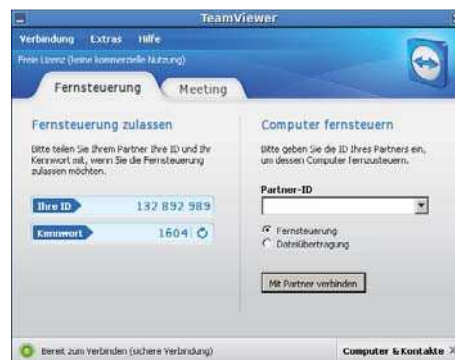 TeamViewer
Verbindung Extras Hilfe
Freie Lizenz (keine kommerzielle Nutzung)
Fernsteuerung Meeting
Fernsteuerung zulassen
Bitte teilen Sie Ihrem Partner Ihre ID und Ihr
Kennwort mit, wenn Sie die Fernsteuerung
zulassen möchten.
Ihre ID 132 892 989
Kennwort 1604
Computer fernsteuern
Bitte geben Sie die ID Ihres Partners ein,
um dessen Computer fernzusteuern.
Partner-ID
Fernsteuerung
Dateiübertragung
Mit Partner verbinden
Bereit zum Verbinden (sichere Verbindung)
Computer & Kontakte